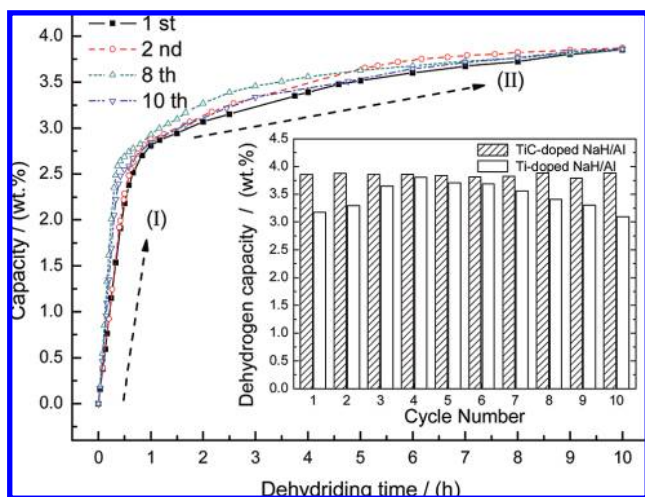 1 st
2 nd
8 th
10 th
(I)
(II)
Capacity / (wt.%)
4.0
3.5
3.0
2.5
2.0
1.5
1.0
0.5
0.0
0 1 2 3 4 5 6 7 8 9 10
Dehydriding time / (h)
TiC-doped NaH/Al
Ti-doped NaH/Al
Dehydrogen capacity / (wt.%)
4.5
4.0
3.5
3.0
2.5
2.0
1.5
1.0
0.5
0.0
1 2 3 4 5 6 7 8 9 10
Cycle Number